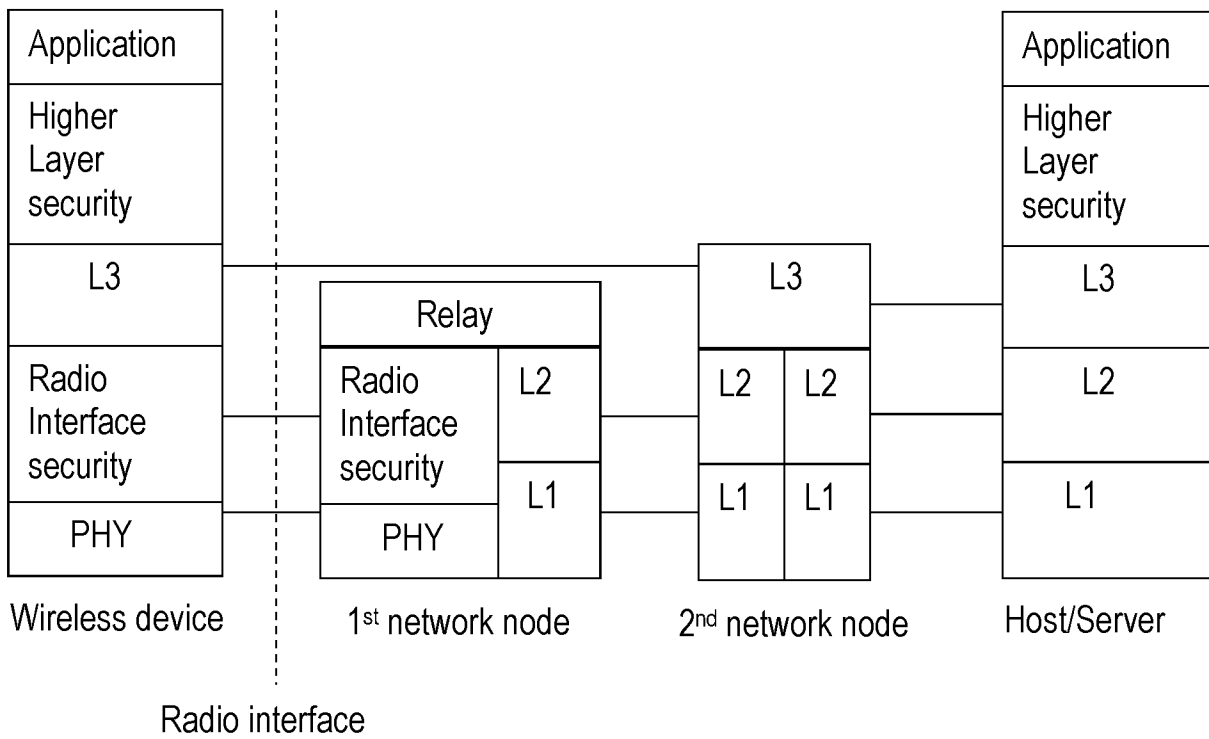 Application
Higher
Layer
security
L3
Radio
Interface
security
PHY
Wireless device
Relay
Radio
Interface
security
L2
L1
PHY
1st network node
L3
L2 L2
L1 L1
2nd network node
Application
Higher
Layer
security
L3
L2
L1
Host/Server
Radio interface